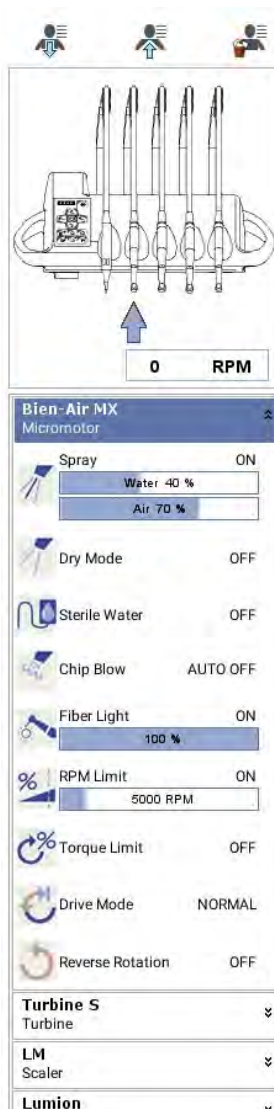 0 RPM
Bien-Air MX
Micromotor
Spray ON
Water 40 %
Air 70 %
Dry Mode OFF
Sterile Water OFF
Chip Blow AUTO OFF
Fiber Light ON
100 %
% RPM Limit ON
5000 RPM
% Torque Limit OFF
Drive Mode NORMAL
Reverse Rotation OFF
Turbine S
Turbine
LM
Scaler
Lumion